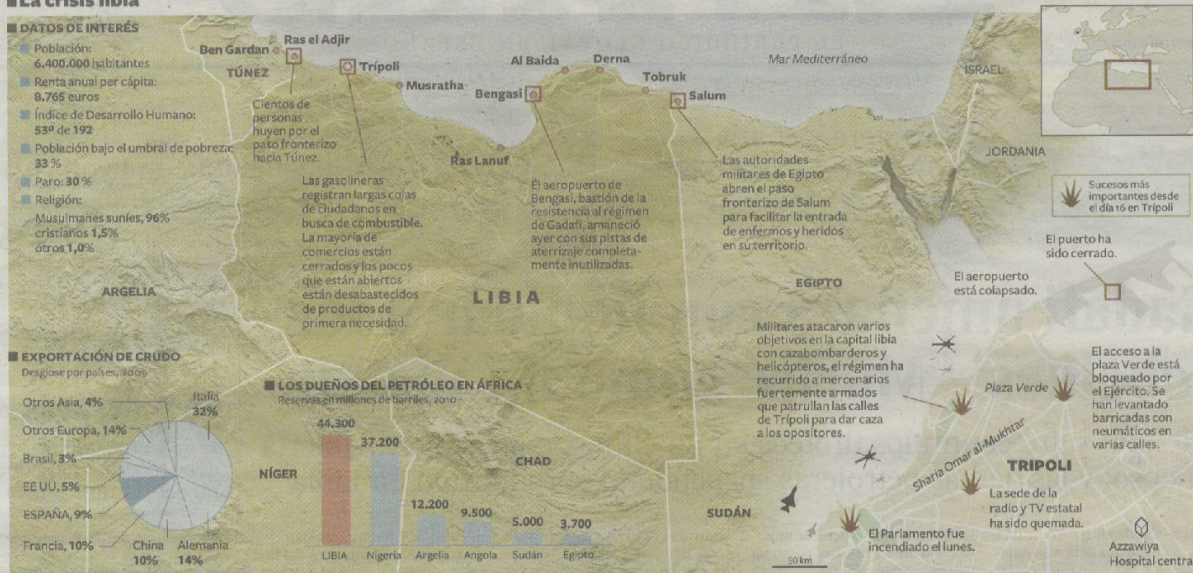 La crisis libia
DATOS DE INTERÉS
Población:
6.400.000 habitantes
Renta anual per cápita:
8.765 euros
Índice de Desarrollo Humano:
53º de 192
Población bajo el umbral de pobreza:
33 %
Paro: 30 %
Religión:
Musulmanes suníes, 96%
cristianos 1,5%
otros 1,0%
Ben Gardan
Ras el Adjir
TÚNEZ
Trípoli
Musratha
Al Baida
Derna
Bengasi
Tobruk
Salum
Ras Lanuf
Mar Mediterráneo
ISRAEL
JORDANIA
Cientos de
personas
huyen por el
paso fronterizo
hacia Túnez.
Las gasolineras
registran largas colas
de ciudadanos en
busca de combustible.
La mayoría de
comercios están
cerrados y los pocos
que están abiertos
están desabastecidos
de productos de
primera necesidad.
El aeropuerto de
Bengasi, bastión de la
resistencia al régimen
de Gadafi, amaneció
ayer con sus pistas de
aterrizaje completa-
mente inutilizadas.
Las autoridades
militares de Egipto
abren el paso
fronterizo de Salum
para facilitar la entrada
de enfermos y heridos
en su territorio.
Sucesos más
importantes desde
el día 16 en Trípoli
El puerto ha
sido cerrado.
El aeropuerto
está colapsado.
ARGELIA
LIBIA
EGIPTO
NÍGER
CHAD
SUDÁN
Militares atacaron varios
objetivos en la capital libia
con cazabombarderos y
helicópteros, el régimen ha
recurrido a mercenarios
fuertemente armados
que patrullan las calles
de Trípoli para dar caza
a los opositores.
Plaza Verde
El acceso a la
plaza Verde está
bloqueado por
el Ejército. Se
han levantado
barricadas con
neumáticos en
varias calles.
Sharia Omar al-Mukhtar
TRIPOLI
La sede de la
radio y TV estatal
ha sido quemada.
El Parlamento fue
incendiado el lunes.
Azzawiya
Hospital central
50 km
EXPORTACIÓN DE CRUDO
Desglose por países, 2009
Otros Asia, 4%
Italia
32%
Otros Europa, 14%
Brasil, 3%
EE UU, 5%
ESPAÑA, 9%
Francia, 10%
China
10%
Alemania
14%
LOS DUEÑOS DEL PETRÓLEO EN ÁFRICA
Reservas en millones de barriles, 2010
44.300
37.200
12.200
9.500
5.000
3.700
LIBIA
Nigeria
Argelia
Angola
Sudán
Egipto